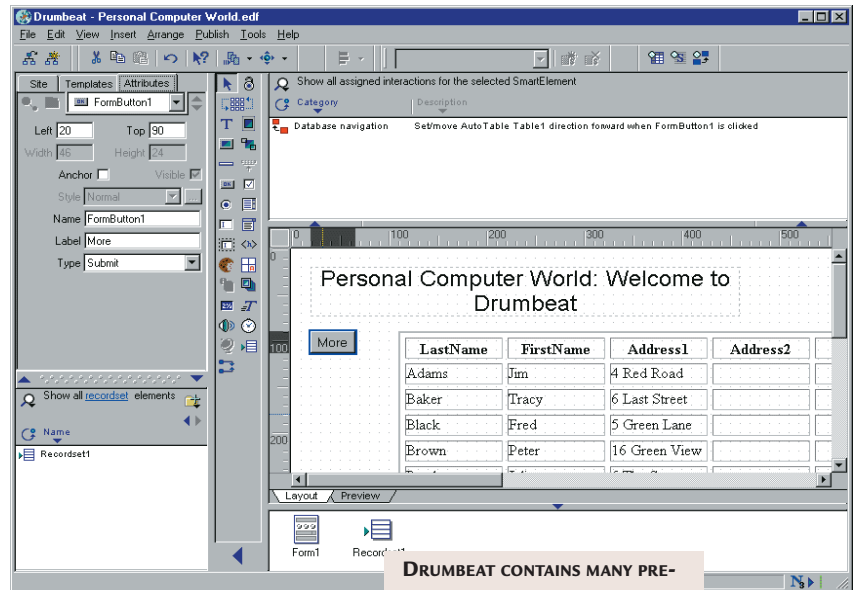 Drumbeat - Personal Computer World.edf
File Edit View Insert Arrange Publish Tools Help
Site Templates Attributes
FormButton1
Left 20 Top 90
Width 46 Height 24
Anchor Visible
Style Normal ...
Name FormButton1
Label More
Type Submit
Show all recordset elements
Name
Recordset1
Show all assigned interactions for the selected SmartElement
Category Description
Database navigation Set/move AutoTable Table1 direction forward when FormButton1 is clicked
0 100 200 300 400 500
0
100
200
Personal Computer World: Welcome to
Drumbeat
More
LastName FirstName Address1 Address2
Adams Jim 4 Red Road
Baker Tracy 6 Last Street
Black Fred 5 Green Lane
Brown Peter 16 Green View
Layout Preview
Form1
DRUMBEAT CONTAINS MANY PRE-